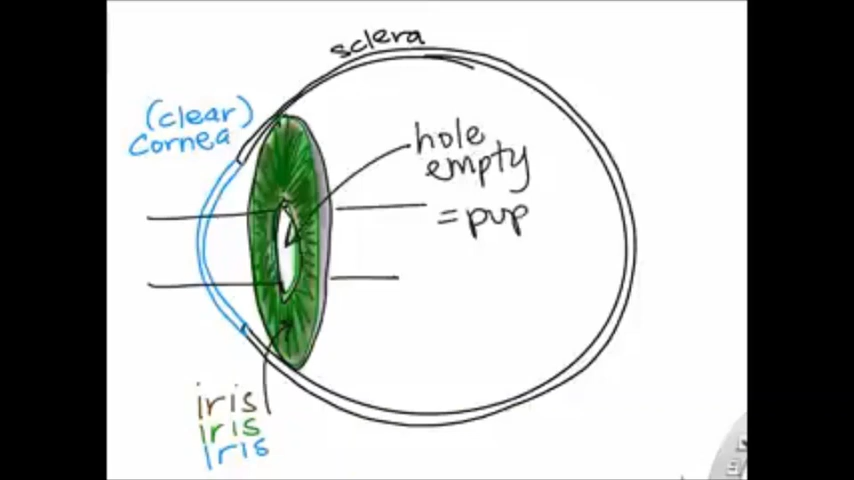 sclera
(clear)
cornea
hole
empty
= pup
iris
iris
iris